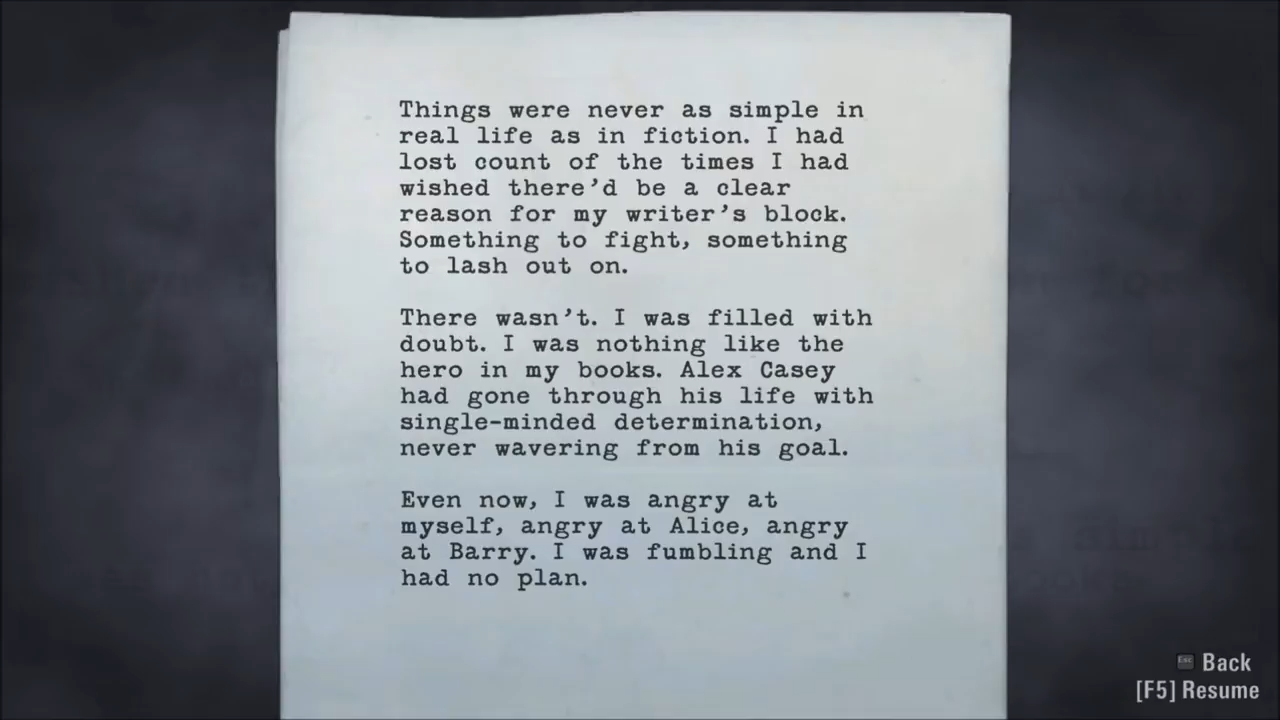 Things were never as simple in
real life as in fiction. I had
lost count of the times I had
wished there'd be a clear
reason for my writer's block.
Something to fight, something
to lash out on.
There wasn't. I was filled with
doubt. I was nothing like the
hero in my books. Alex Casey
had gone through his life with
single-minded determination,
never wavering from his goal.
Even now, I was angry at
myself, angry at Alice, angry
at Barry. I was fumbling and I
had no plan.
Esc Back
[F5] Resume